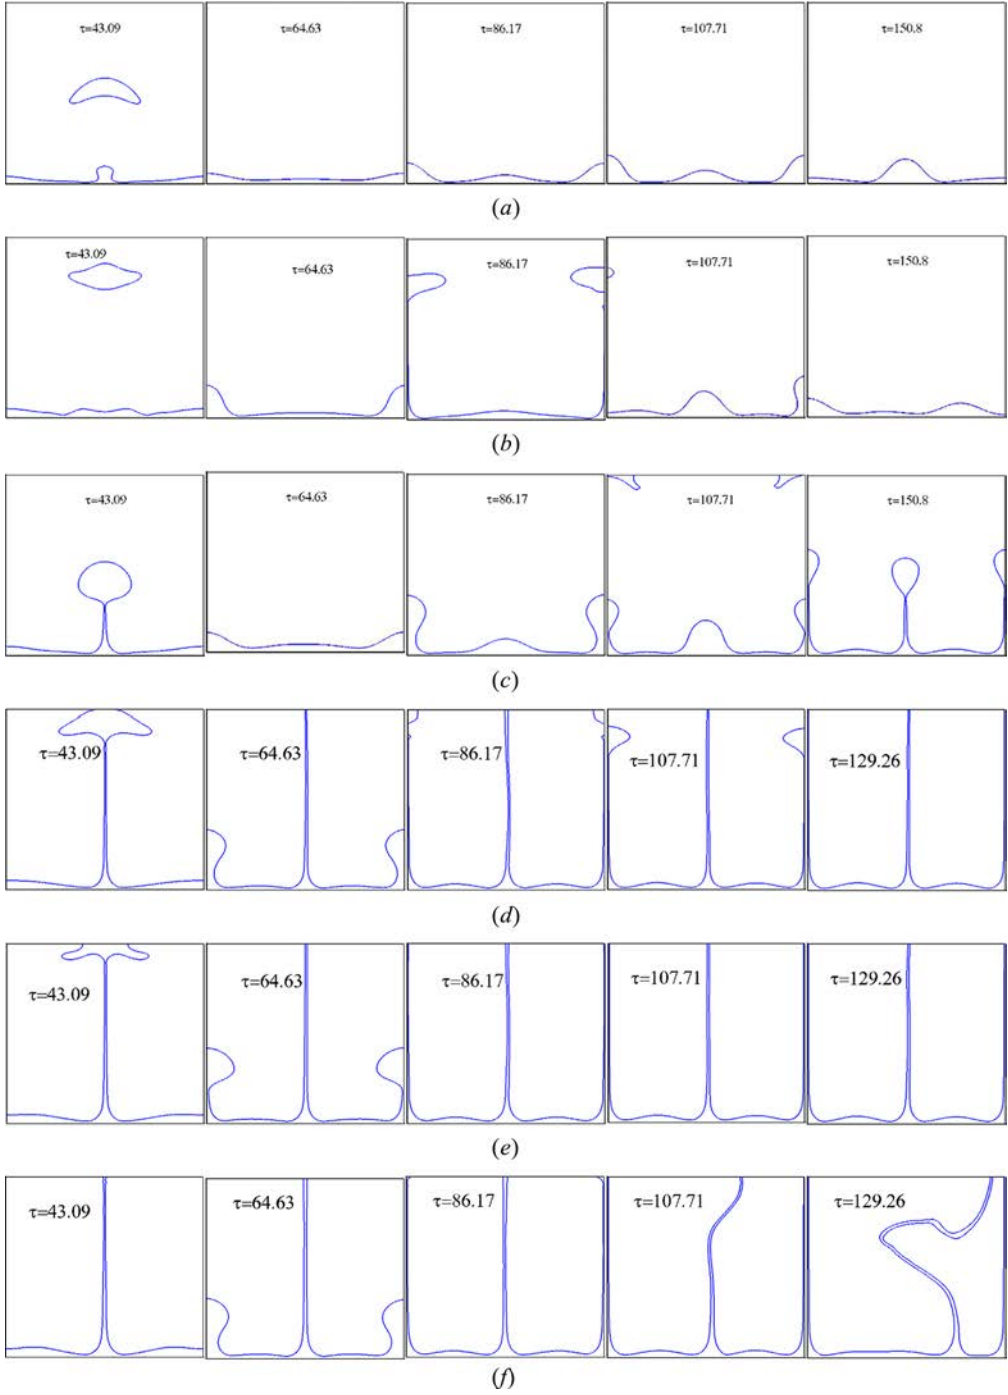 τ=43.09 τ=64.63 τ=86.17 τ=107.71 τ=150.8
(a)
τ=43.09 τ=64.63 τ=86.17 τ=107.71 τ=150.8
(b)
τ=43.09 τ=64.63 τ=86.17 τ=107.71 τ=150.8
(c)
τ=43.09 τ=64.63 τ=86.17 τ=107.71 τ=129.26
(d)
τ=43.09 τ=64.63 τ=86.17 τ=107.71 τ=129.26
(e)
τ=43.09 τ=64.63 τ=86.17 τ=107.71 τ=129.26
(f)